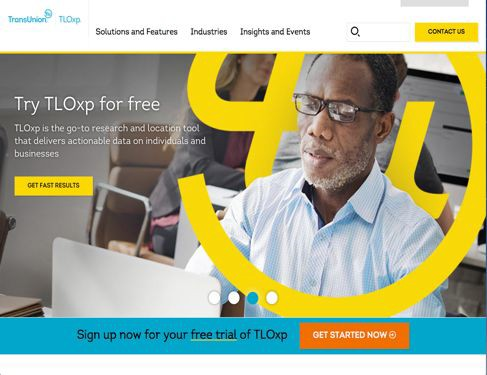 TransUnion tu TLOxp.
Solutions and Features Industries Insights and Events CONTACT US
Try TLOxp for free
TLOxp is the go-to research and location tool
that delivers actionable data on individuals and
businesses
GET FAST RESULTS
Sign up now for your free trial of TLOxp GET STARTED NOW